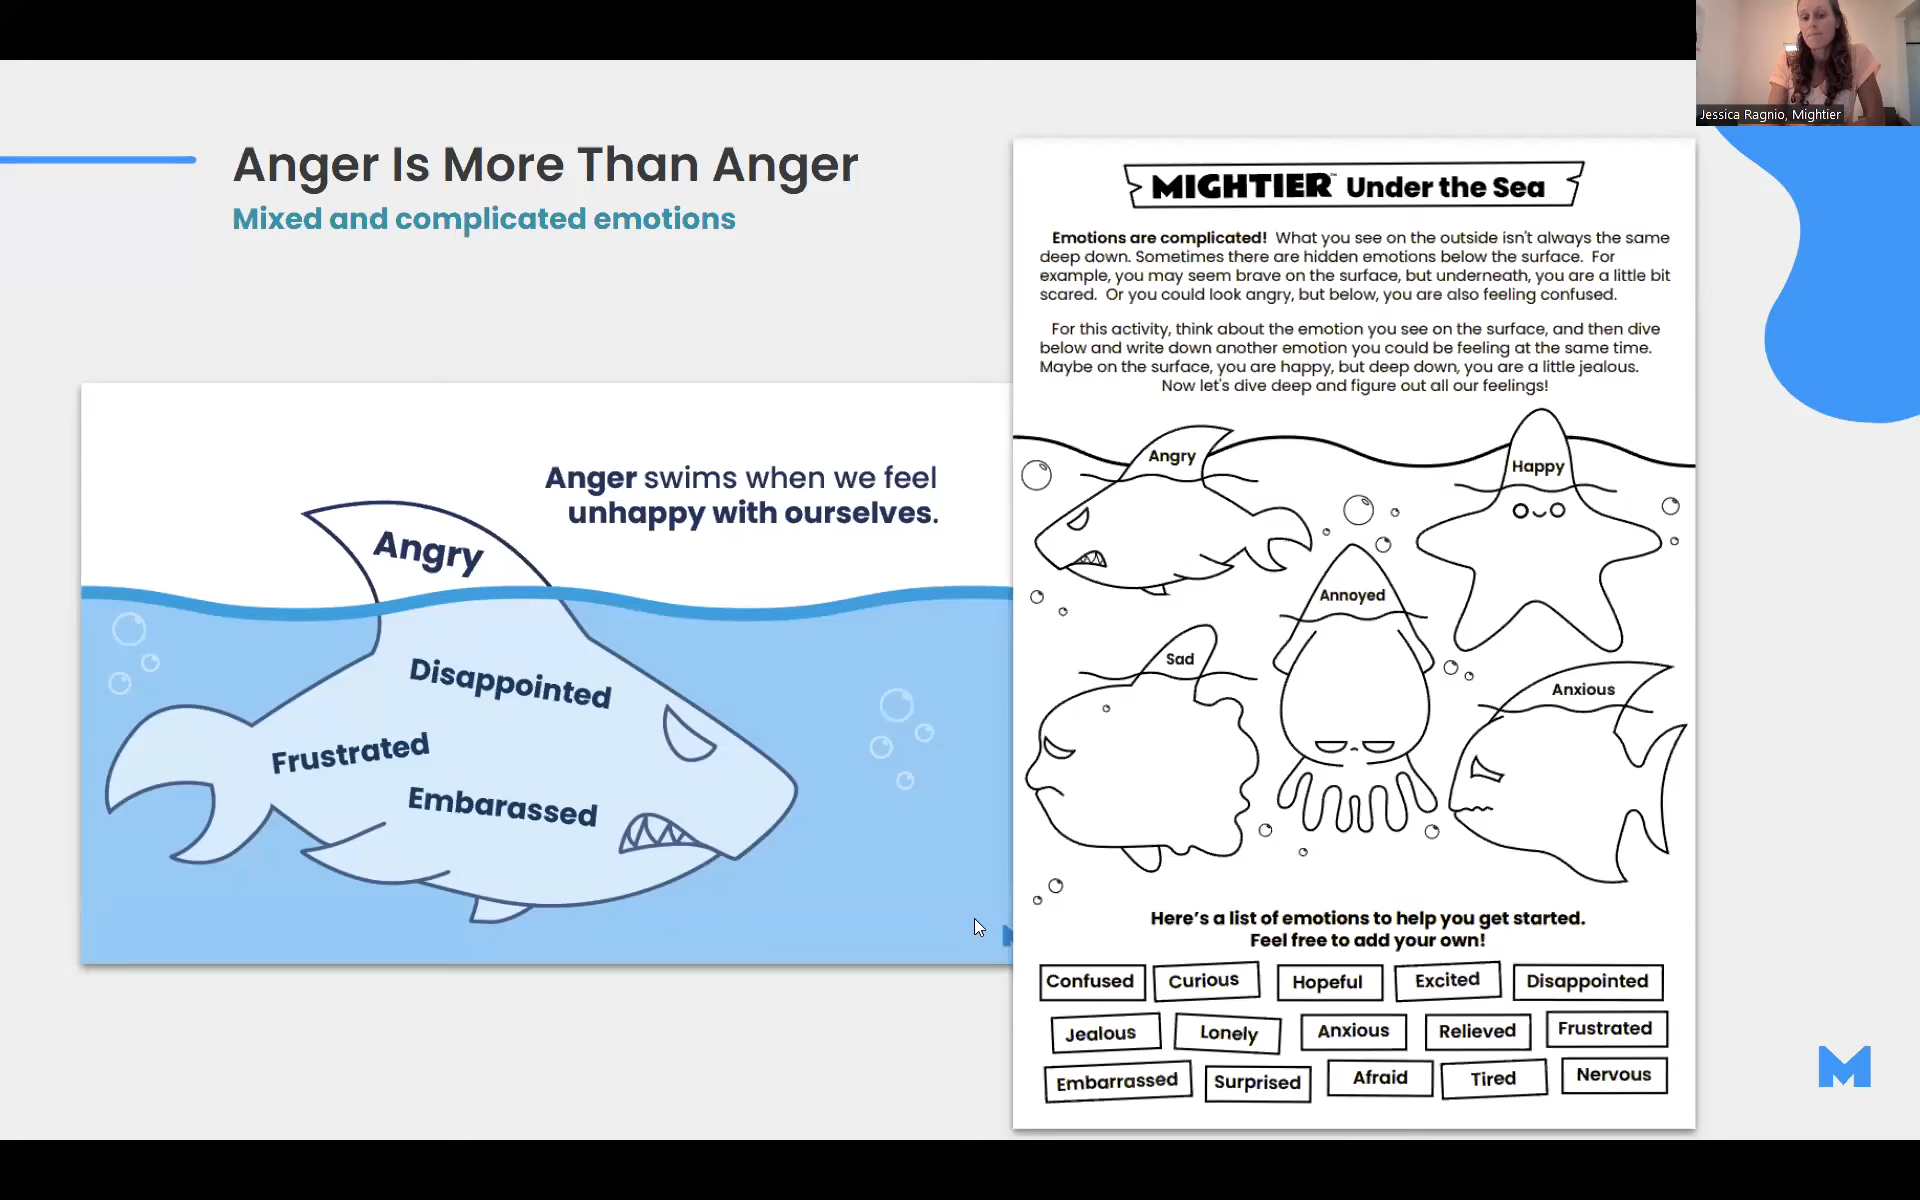 Jessica Ragnio, Mightier
Anger Is More Than Anger
Mixed and complicated emotions
Anger swims when we feel
unhappy with ourselves.
Angry
Disappointed
Frustrated
Embarassed
MIGHTIER™ Under the Sea
Emotions are complicated! What you see on the outside isn't always the same
deep down. Sometimes there are hidden emotions below the surface. For
example, you may seem brave on the surface, but underneath, you are a little bit
scared. Or you could look angry, but below, you are also feeling confused.
For this activity, think about the emotion you see on the surface, and then dive
below and write down another emotion you could be feeling at the same time.
Maybe on the surface, you are happy, but deep down, you are a little jealous.
Now let's dive deep and figure out all our feelings!
Angry
Happy
Annoyed
Sad
Anxious
Here's a list of emotions to help you get started.
Feel free to add your own!
Confused Curious Hopeful Excited Disappointed
Jealous Lonely Anxious Relieved Frustrated
Embarrassed Surprised Afraid Tired Nervous
M